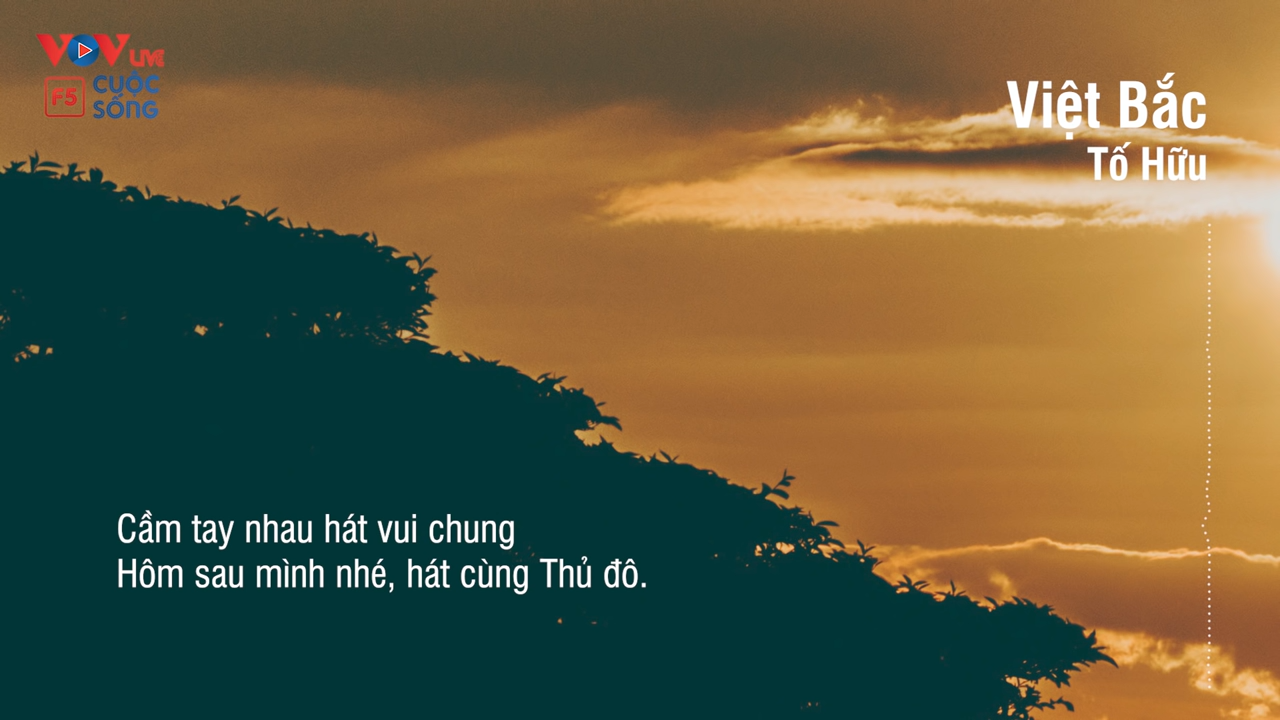 VOV LIVE
F5 CUỘC SỐNG
Việt Bắc
Tố Hữu
Cầm tay nhau hát vui chung
Hôm sau mình nhé, hát cùng Thủ đô.